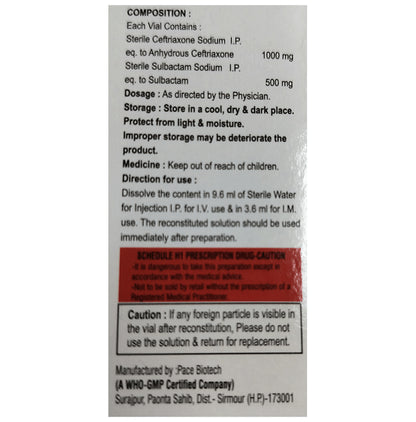 COMPOSITION :
Each Vial Contains :
Sterile Ceftriaxone Sodium I.P.
eq. to Anhydrous Ceftriaxone 1000 mg
Sterile Sulbactam Sodium I.P.
eq. to Sulbactam 500 mg
Dosage : As directed by the Physician.
Storage : Store in a cool, dry & dark place.
Protect from light & moisture.
Improper storage may be deteriorate the
product.
Medicine : Keep out of reach of children.
Direction for use :
Dissolve the content in 9.6 ml of Sterile Water
for Injection I.P. for I.V. use & in 3.6 ml for I.M.
use. The reconstituted solution should be used
immediately after preparation.
SCHEDULE H1 PRESCRIPTION DRUG-CAUTION
-It is dangerous to take this preparation except in
accordance with the medical advice.
-Not to be sold by retail without the prescription of a
Registered Medical Practitioner.
Caution : If any foreign particle is visible in
the vial after reconstitution, Please do not
use the solution & return for replacement.
Manufactured by :Pace Biotech
(A WHO-GMP Certified Company)
Surajpur, Paonta Sahib, Dist.- Sirmour (H.P.)-173001